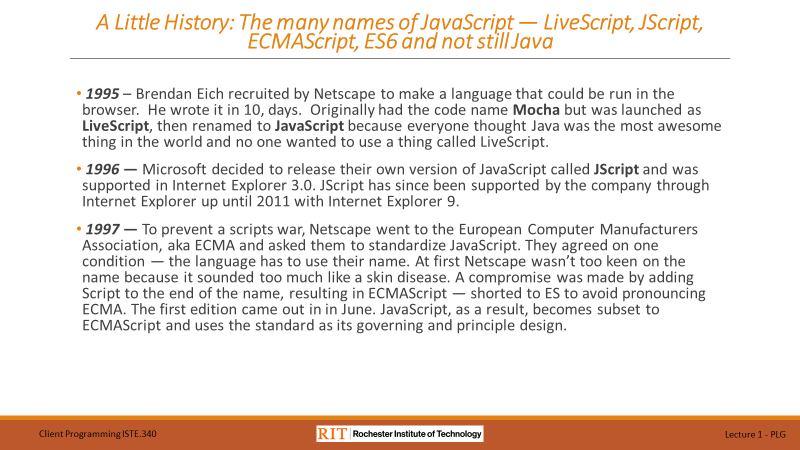 A Little History: The many names of JavaScript — LiveScript, JScript,
ECMAScript, ES6 and not still Java
• 1995 – Brendan Eich recruited by Netscape to make a language that could be run in the
browser.  He wrote it in 10, days.  Originally had the code name Mocha but was launched as
LiveScript, then renamed to JavaScript because everyone thought Java was the most awesome
thing in the world and no one wanted to use a thing called LiveScript.
• 1996 — Microsoft decided to release their own version of JavaScript called JScript and was
supported in Internet Explorer 3.0. JScript has since been supported by the company through
Internet Explorer up until 2011 with Internet Explorer 9.
• 1997 — To prevent a scripts war, Netscape went to the European Computer Manufacturers
Association, aka ECMA and asked them to standardize JavaScript. They agreed on one
condition — the language has to use their name. At first Netscape wasn't too keen on the
name because it sounded too much like a skin disease. A compromise was made by adding
Script to the end of the name, resulting in ECMAScript — shorted to ES to avoid pronouncing
ECMA. The first edition came out in in June. JavaScript, as a result, becomes subset to
ECMAScript and uses the standard as its governing and principle design.
Client Programming ISTE.340
RIT Rochester Institute of Technology
Lecture 1 - PLG